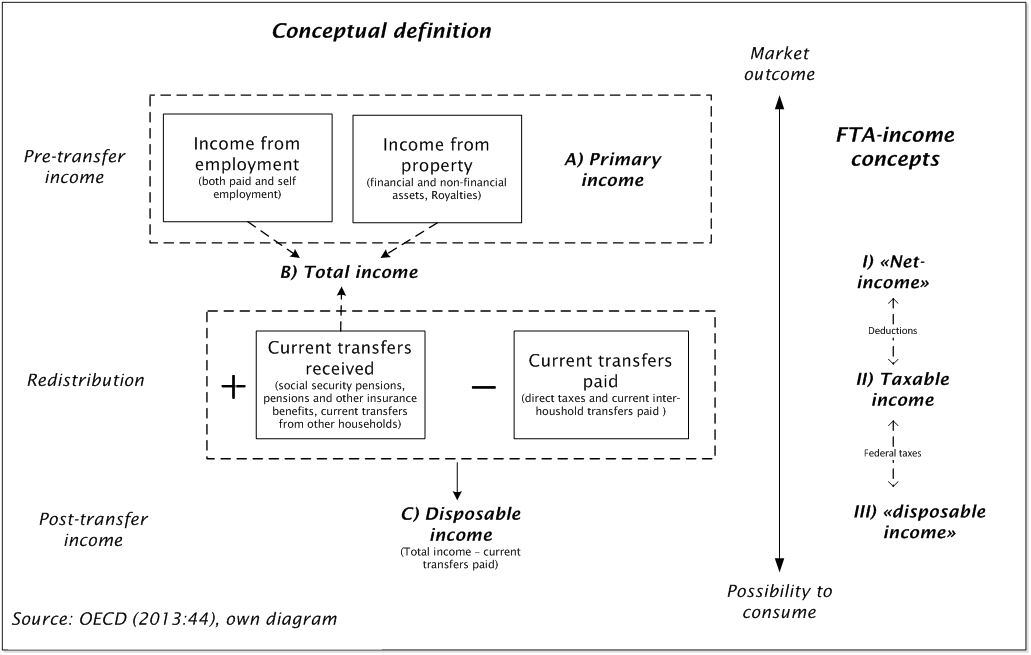 Conceptual definition
Market
outcome
FTA-income
concepts
Pre-transfer
income
Income from
employment
(both paid and self
employment)
Income from
property
(financial and non-financial
assets, Royalties)
A) Primary
income
B) Total income
I) «Net-
income»
Deductions
Redistribution
+
Current transfers
received
(social security pensions,
pensions and other insurance
benefits, current transfers
from other households)
—
Current transfers
paid
(direct taxes and current inter-
houshold transfers paid )
II) Taxable
income
Federal taxes
Post-transfer
income
C) Disposable
income
(Total income – current
transfers paid)
III) «disposable
income»
Possibility to
consume
Source: OECD (2013:44), own diagram